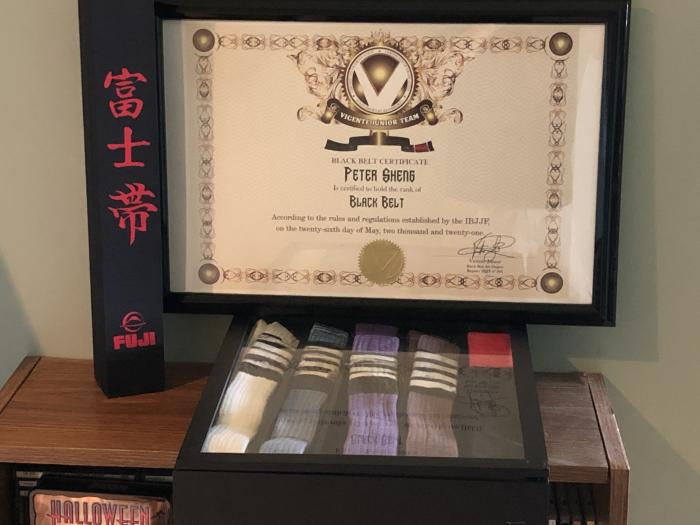 富
士
帯
FUJI
VICENTE JUNIOR TEAM
BLACK BELT CERTIFICATE
PETER SHENG
Is certified to hold the rank of
BLACK BELT
According to the rules and regulations established by the IBJJF,
on the twenty-sixth day of May, two thousand and twenty-one.
BLACK BELT
HALLOWEEN